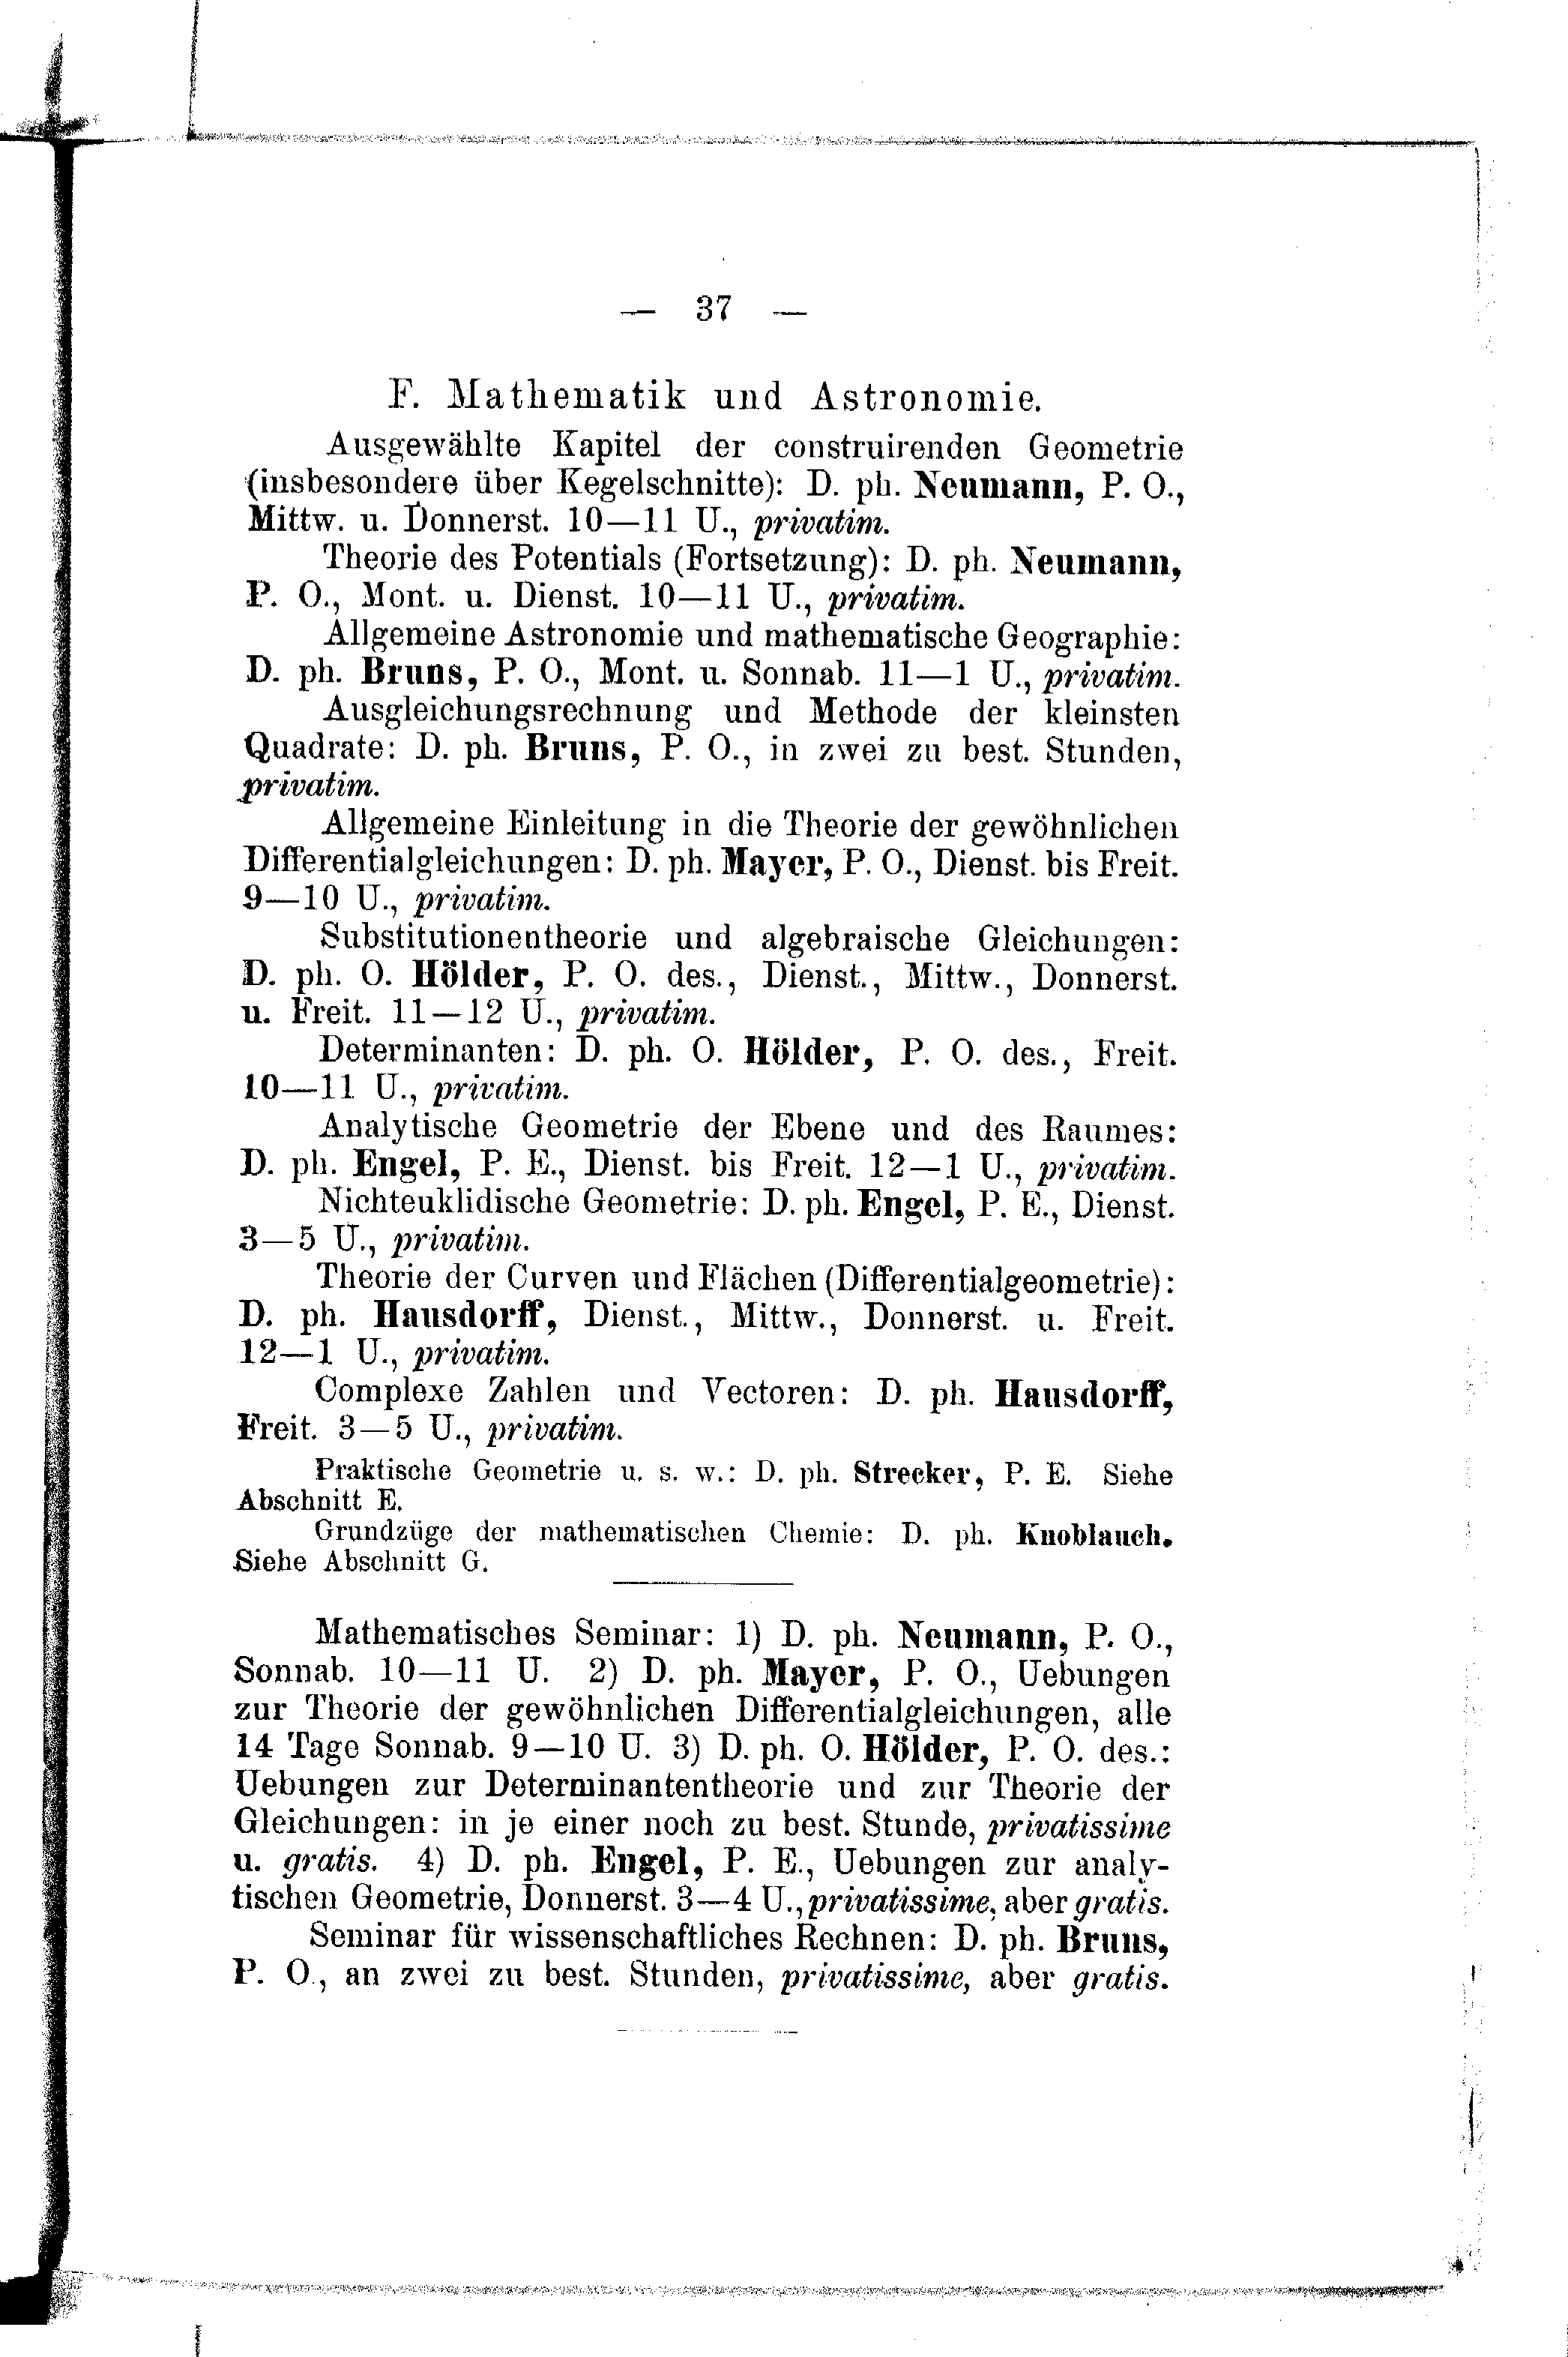 — 37 —
F. Mathematik und Astronomie.
Ausgewählte Kapitel der construirenden Geometrie
(insbesondere über Kegelschnitte): D. ph. Neumann, P. O.,
Mittw. u. Donnerst. 10—11 U., privatim.
Theorie des Potentials (Fortsetzung): D. ph. Neumann,
P. O., Mont. u. Dienst. 10—11 U., privatim.
Allgemeine Astronomie und mathematische Geographie:
D. ph. Bruns, P. O., Mont. u. Sonnab. 11—1 U., privatim.
Ausgleichungsrechnung und Methode der kleinsten
Quadrate: D. ph. Bruns, P. O., in zwei zu best. Stunden,
privatim.
Allgemeine Einleitung in die Theorie der gewöhnlichen
Differentialgleichungen: D. ph. Mayer, P. O., Dienst. bis Freit.
9—10 U., privatim.
Substitutionentheorie und algebraische Gleichungen:
D. ph. O. Hölder, P. O. des., Dienst., Mittw., Donnerst.
u. Freit. 11—12 U., privatim.
Determinanten: D. ph. O. Hölder, P. O. des., Freit.
10—11 U., privatim.
Analytische Geometrie der Ebene und des Raumes:
D. ph. Engel, P. E., Dienst. bis Freit. 12—1 U., privatim.
Nichteuklidische Geometrie: D. ph. Engel, P. E., Dienst.
3—5 U., privatim.
Theorie der Curven und Flächen (Differentialgeometrie):
D. ph. Hausdorff, Dienst., Mittw., Donnerst. u. Freit.
12—1 U., privatim.
Complexe Zahlen und Vectoren: D. ph. Hausdorff,
Freit. 3—5 U., privatim.
Praktische Geometrie u. s. w.: D. ph. Strecker, P. E. Siehe
Abschnitt E.
Grundzüge der mathematischen Chemie: D. ph. Knoblauch.
Siehe Abschnitt G.
Mathematisches Seminar: 1) D. ph. Neumann, P. O.,
Sonnab. 10—11 U. 2) D. ph. Mayer, P. O., Uebungen
zur Theorie der gewöhnlichen Differentialgleichungen, alle
14 Tage Sonnab. 9—10 U. 3) D. ph. O. Hölder, P. O. des.:
Uebungen zur Determinantentheorie und zur Theorie der
Gleichungen: in je einer noch zu best. Stunde, privatissime
u. gratis. 4) D. ph. Engel, P. E., Uebungen zur analy-
tischen Geometrie, Donnerst. 3—4 U., privatissime, aber gratis.
Seminar für wissenschaftliches Rechnen: D. ph. Bruns,
P. O., an zwei zu best. Stunden, privatissime, aber gratis.